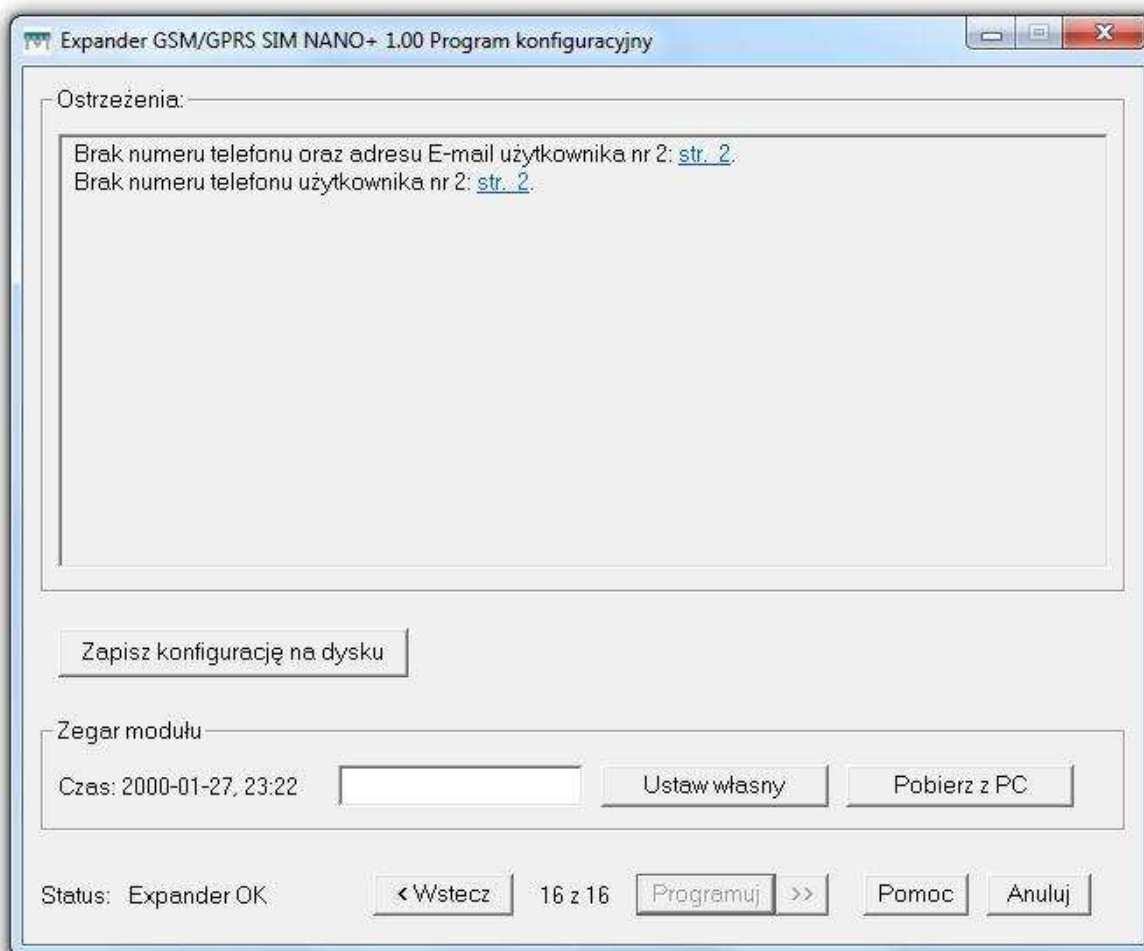 Expander GSM/GPRS SIM NANO+ 1.00 Program konfiguracyjny
Ostrzeżenia:
Brak numeru telefonu oraz adresu E-mail użytkownika nr 2: str. 2.
Brak numeru telefonu użytkownika nr 2: str. 2.
Zapisz konfigurację na dysku
Zegar modułu
Czas: 2000-01-27, 23:22 Ustaw własny Pobierz z PC
Status: Expander OK < Wstecz 16 z 16 Programuj >> Pomoc Anuluj